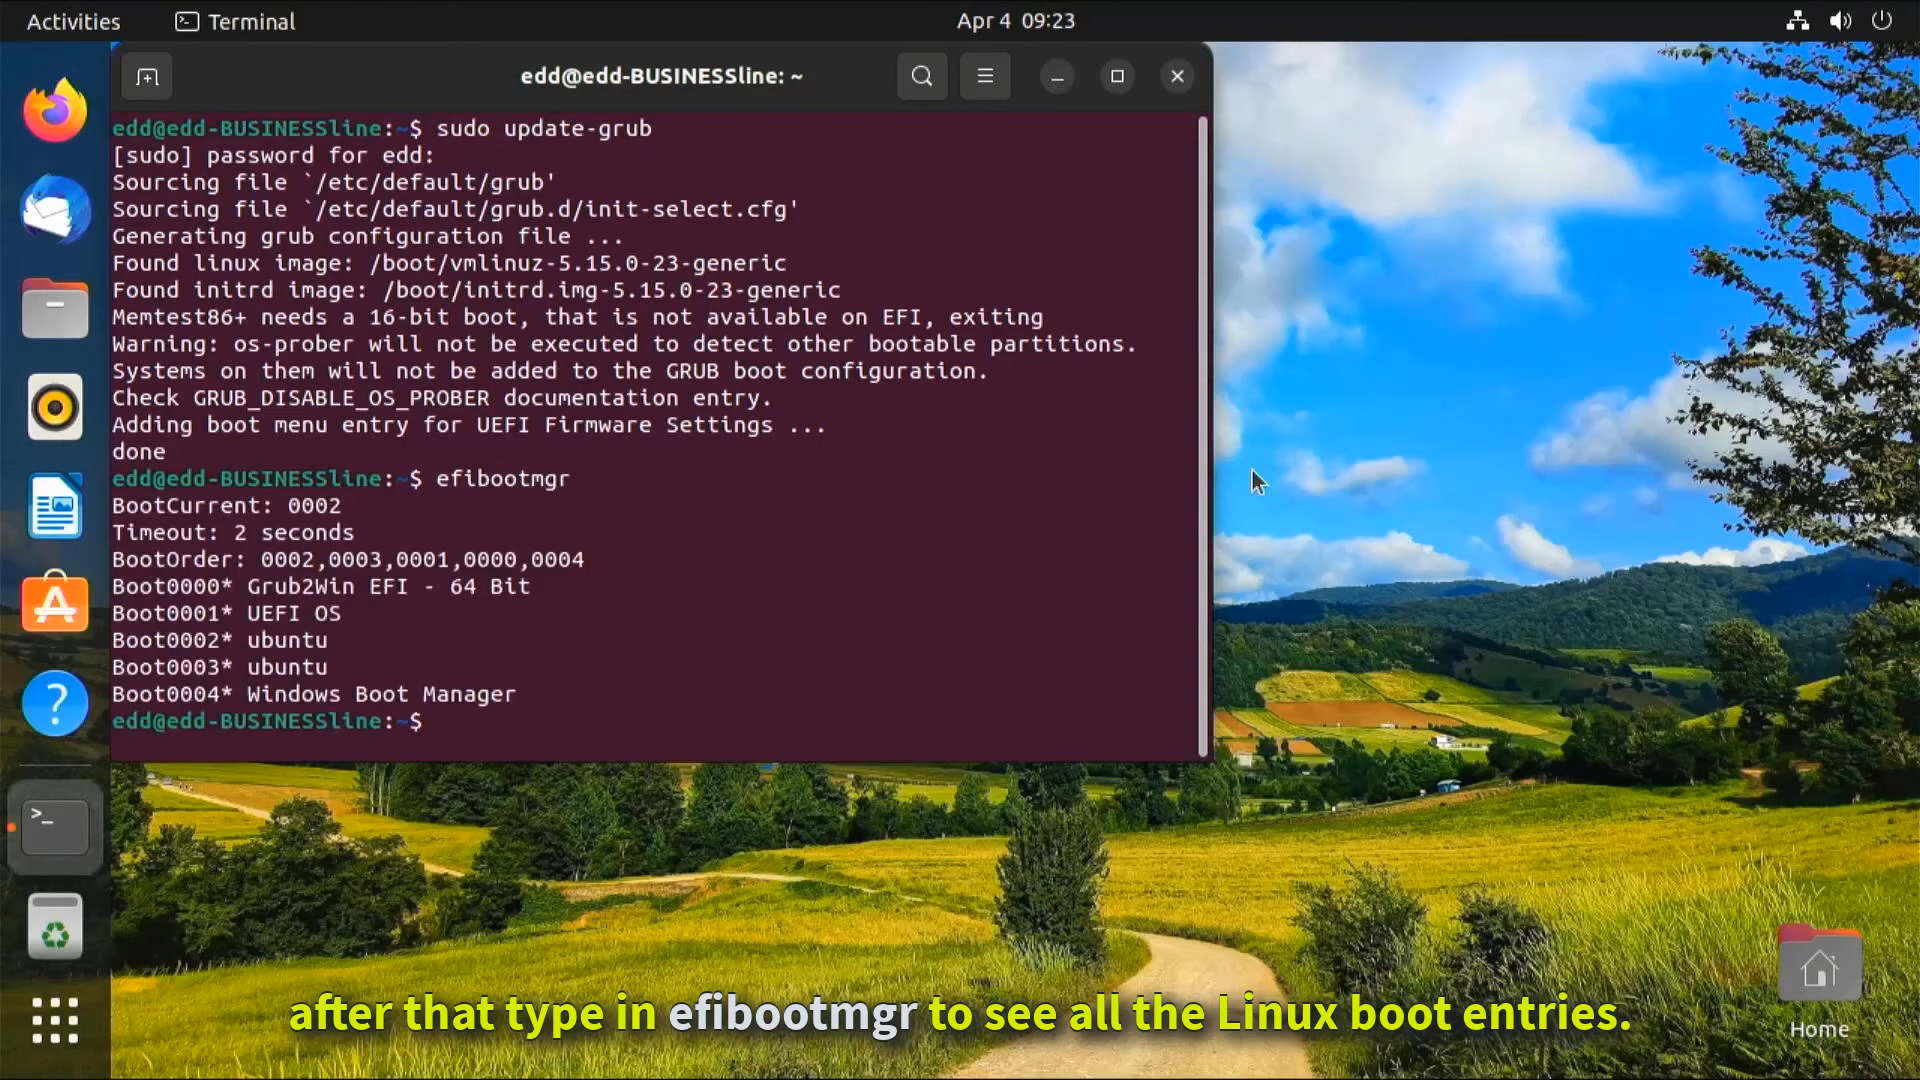 Activities
Terminal
Apr 4 09:23
edd@edd-BUSINESSline: ~
edd@edd-BUSINESSline:~$ sudo update-grub
[sudo] password for edd:
Sourcing file `/etc/default/grub'
Sourcing file `/etc/default/grub.d/init-select.cfg'
Generating grub configuration file ...
Found linux image: /boot/vmlinuz-5.15.0-23-generic
Found initrd image: /boot/initrd.img-5.15.0-23-generic
Memtest86+ needs a 16-bit boot, that is not available on EFI, exiting
Warning: os-prober will not be executed to detect other bootable partitions.
Systems on them will not be added to the GRUB boot configuration.
Check GRUB_DISABLE_OS_PROBER documentation entry.
Adding boot menu entry for UEFI Firmware Settings ...
done
edd@edd-BUSINESSline:~$ efibootmgr
BootCurrent: 0002
Timeout: 2 seconds
BootOrder: 0002,0003,0001,0000,0004
Boot0000* Grub2Win EFI - 64 Bit
Boot0001* UEFI OS
Boot0002* ubuntu
Boot0003* ubuntu
Boot0004* Windows Boot Manager
edd@edd-BUSINESSline:~$
after that type in efibootmgr to see all the Linux boot entries.
Home